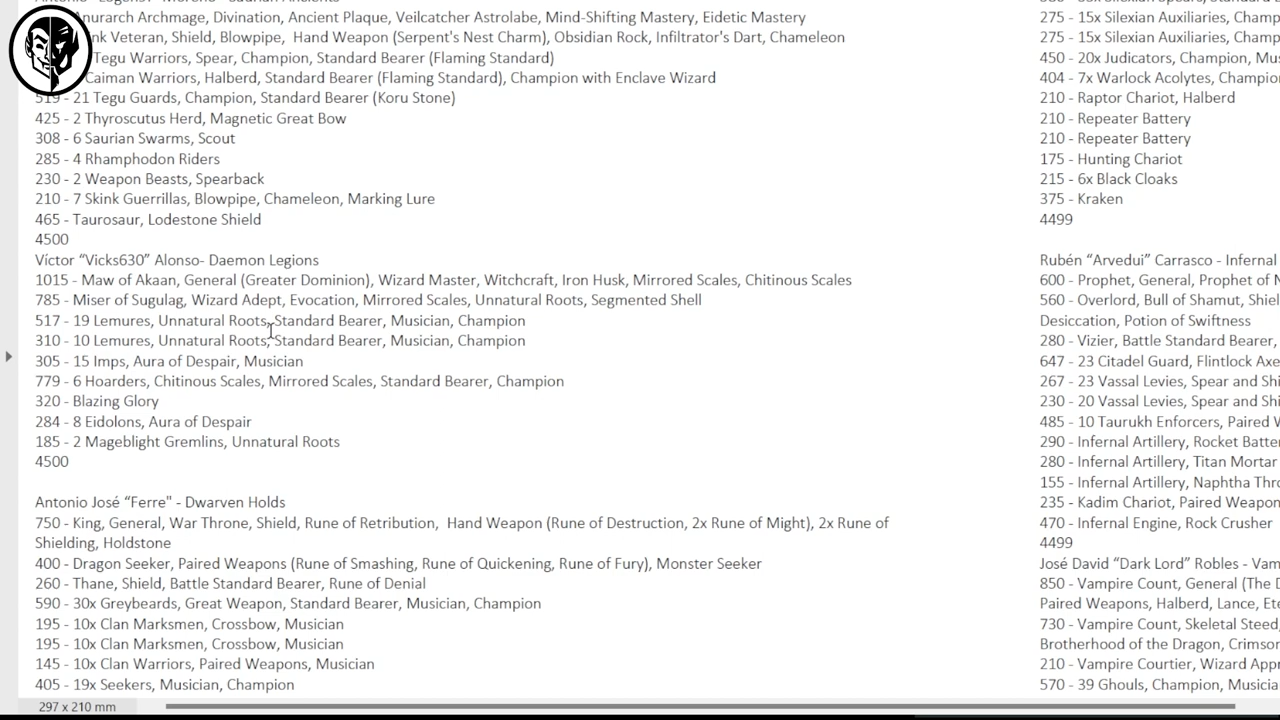 Anurarch Archmage, Divination, Ancient Plaque, Veilcatcher Astrolabe, Mind-Shifting Mastery, Eidetic Mastery
Veteran, Shield, Blowpipe, Hand Weapon (Serpent's Nest Charm), Obsidian Rock, Infiltrator's Dart, Chameleon
Tegu Warriors, Spear, Champion, Standard Bearer (Flaming Standard)
Caiman Warriors, Halberd, Standard Bearer (Flaming Standard), Champion with Enclave Wizard
519 - 21 Tegu Guards, Champion, Standard Bearer (Koru Stone)
425 - 2 Thyroscutus Herd, Magnetic Great Bow
308 - 6 Saurian Swarms, Scout
285 - 4 Rhamphodon Riders
230 - 2 Weapon Beasts, Spearback
210 - 7 Skink Guerrillas, Blowpipe, Chameleon, Marking Lure
465 - Taurosaur, Lodestone Shield
4500
Víctor “Vicks630” Alonso- Daemon Legions
1015 - Maw of Akaan, General (Greater Dominion), Wizard Master, Witchcraft, Iron Husk, Mirrored Scales, Chitinous Scales
785 - Miser of Sugulag, Wizard Adept, Evocation, Mirrored Scales, Unnatural Roots, Segmented Shell
517 - 19 Lemures, Unnatural Roots, Standard Bearer, Musician, Champion
310 - 10 Lemures, Unnatural Roots, Standard Bearer, Musician, Champion
305 - 15 Imps, Aura of Despair, Musician
779 - 6 Hoarders, Chitinous Scales, Mirrored Scales, Standard Bearer, Champion
320 - Blazing Glory
284 - 8 Eidolons, Aura of Despair
185 - 2 Mageblight Gremlins, Unnatural Roots
4500
Antonio José “Ferre" - Dwarven Holds
750 - King, General, War Throne, Shield, Rune of Retribution, Hand Weapon (Rune of Destruction, 2x Rune of Might), 2x Rune of
Shielding, Holdstone
400 - Dragon Seeker, Paired Weapons (Rune of Smashing, Rune of Quickening, Rune of Fury), Monster Seeker
260 - Thane, Shield, Battle Standard Bearer, Rune of Denial
590 - 30x Greybeards, Great Weapon, Standard Bearer, Musician, Champion
195 - 10x Clan Marksmen, Crossbow, Musician
195 - 10x Clan Marksmen, Crossbow, Musician
145 - 10x Clan Warriors, Paired Weapons, Musician
405 - 19x Seekers, Musician, Champion
275 - 15x Silexian Auxiliaries, Champ
275 - 15x Silexian Auxiliaries, Champ
450 - 20x Judicators, Champion, Mus
404 - 7x Warlock Acolytes, Champio
210 - Raptor Chariot, Halberd
210 - Repeater Battery
210 - Repeater Battery
175 - Hunting Chariot
215 - 6x Black Cloaks
375 - Kraken
4499
Rubén “Arvedui” Carrasco - Infernal
600 - Prophet, General, Prophet of
560 - Overlord, Bull of Shamut, Shiel
Desiccation, Potion of Swiftness
280 - Vizier, Battle Standard Bearer,
647 - 23 Citadel Guard, Flintlock Axe
267 - 23 Vassal Levies, Spear and Shi
230 - 20 Vassal Levies, Spear and Shi
485 - 10 Taurukh Enforcers, Paired
290 - Infernal Artillery, Rocket Batte
280 - Infernal Artillery, Titan Mortar
155 - Infernal Artillery, Naphtha Thr
235 - Kadim Chariot, Paired Weapon
470 - Infernal Engine, Rock Crusher
4499
José David “Dark Lord” Robles - Vam
850 - Vampire Count, General (The
Paired Weapons, Halberd, Lance, Ete
730 - Vampire Count, Skeletal Steed,
Brotherhood of the Dragon, Crimso
210 - Vampire Courtier, Wizard App
570 - 39 Ghouls, Champion, Musicia
297 x 210 mm